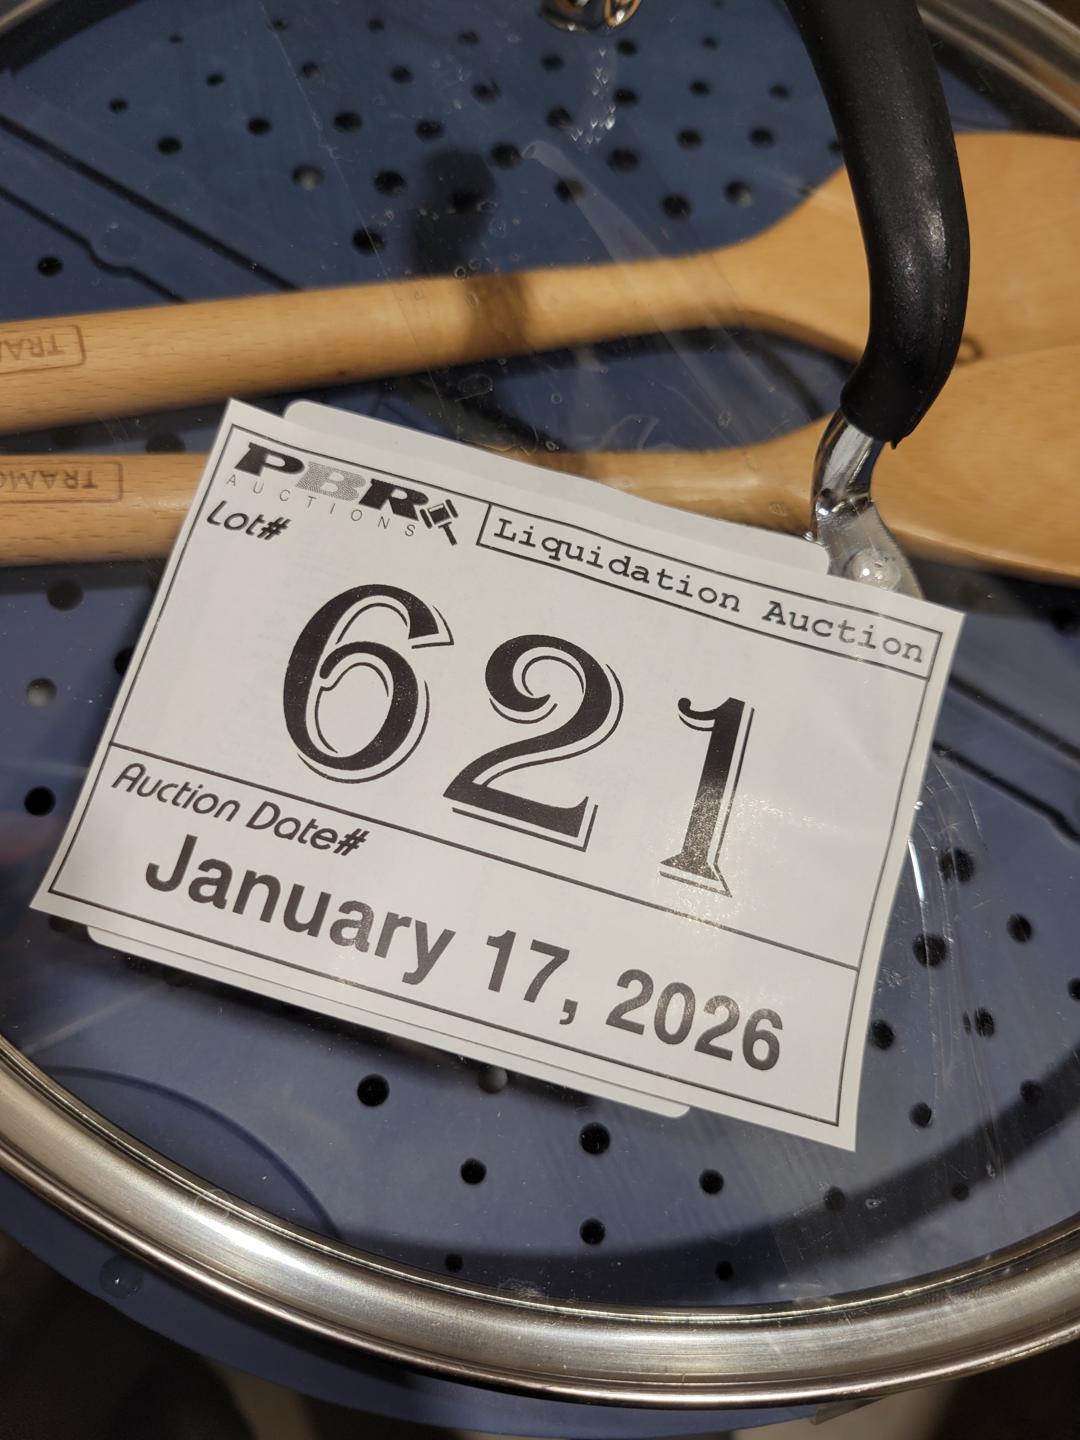 PBR
AUCTIONS
Liquidation Auction
Lot#
621
Auction Date#
January 17, 2026